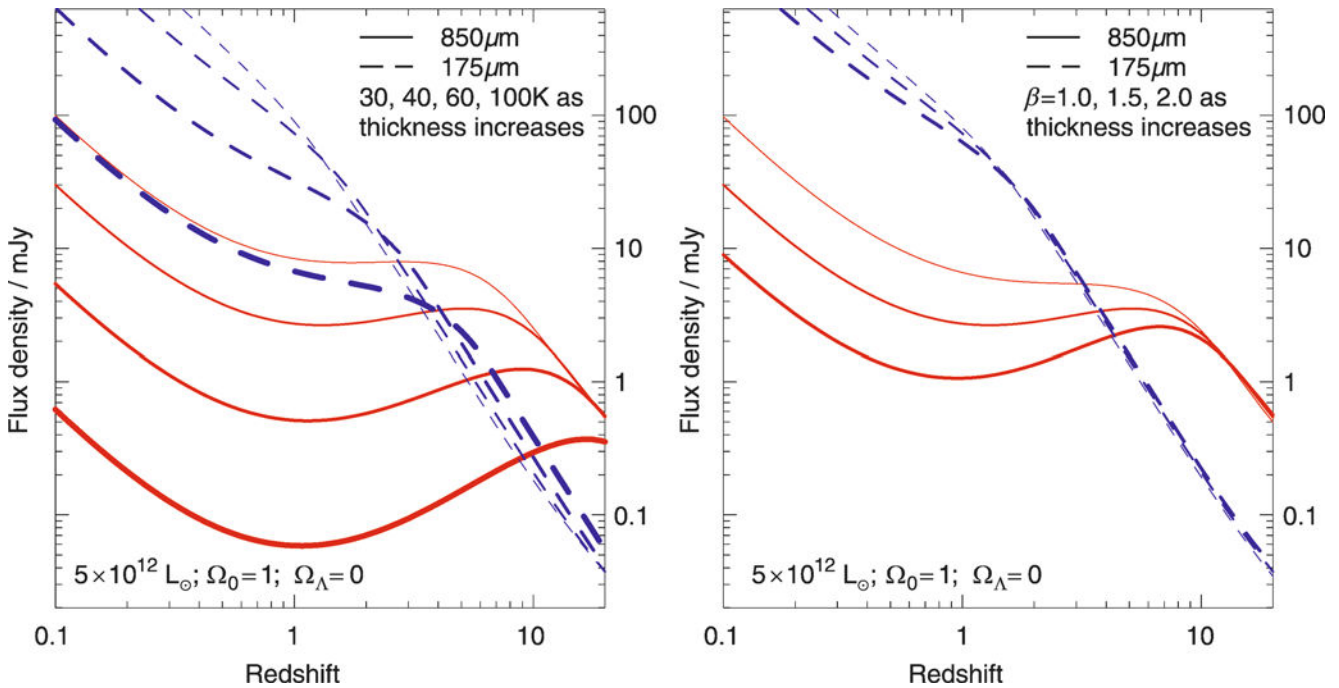 850μm
175μm
30, 40, 60, 100K as
thickness increases
Flux density / mJy
100
10
1
0.1
5×10¹² L☉; Ω₀=1; Ω_Λ=0
0.1 1 10
Redshift
850μm
175μm
β=1.0, 1.5, 2.0 as
thickness increases
Flux density / mJy
100
10
1
0.1
5×10¹² L☉; Ω₀=1; Ω_Λ=0
0.1 1 10
Redshift